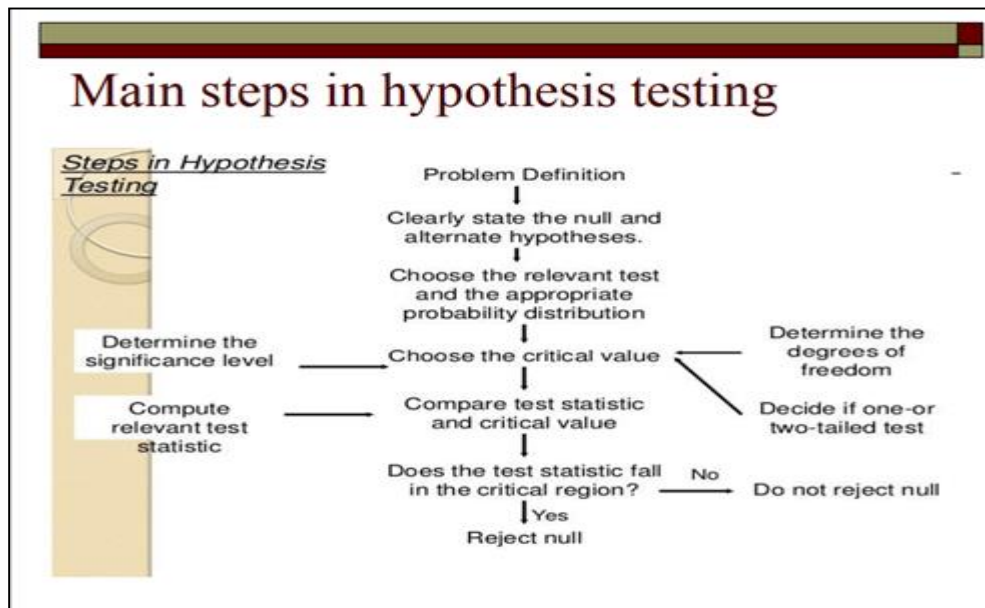 Main steps in hypothesis testing
Steps in Hypothesis
Testing
Problem Definition
Clearly state the null and
alternate hypotheses.
Choose the relevant test
and the appropriate
probability distribution
Determine the
significance level
Choose the critical value
Determine the
degrees of
freedom
Compute
relevant test
statistic
Compare test statistic
and critical value
Decide if one-or
two-tailed test
Does the test statistic fall
in the critical region?
No
Do not reject null
Yes
Reject null